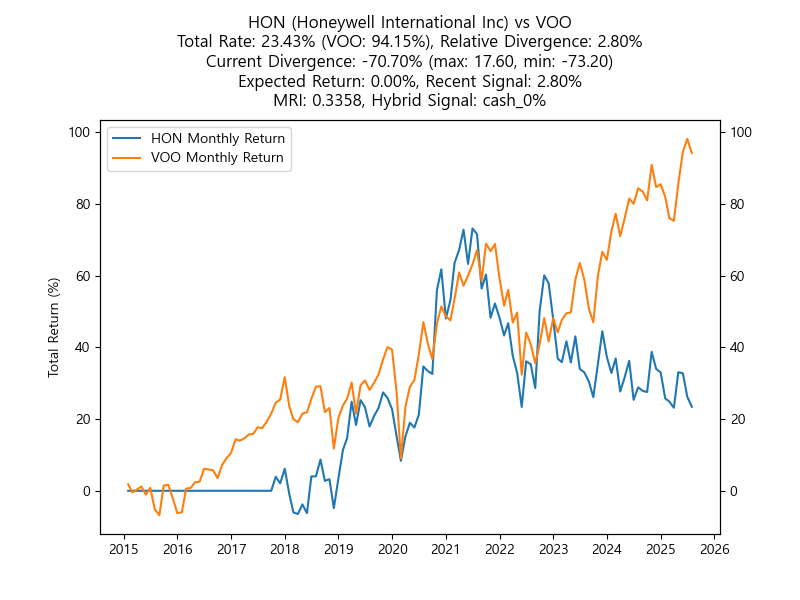 HON (Honeywell International Inc) vs VOO
Total Rate: 23.43% (VOO: 94.15%), Relative Divergence: 2.80%
Current Divergence: -70.70% (max: 17.60, min: -73.20)
Expected Return: 0.00%, Recent Signal: 2.80%
MRI: 0.3358, Hybrid Signal: cash_0%
HON Monthly Return
VOO Monthly Return
Total Return (%)
100
80
60
40
20
0
100
80
60
40
20
0
2015 2016 2017 2018 2019 2020 2021 2022 2023 2024 2025 2026